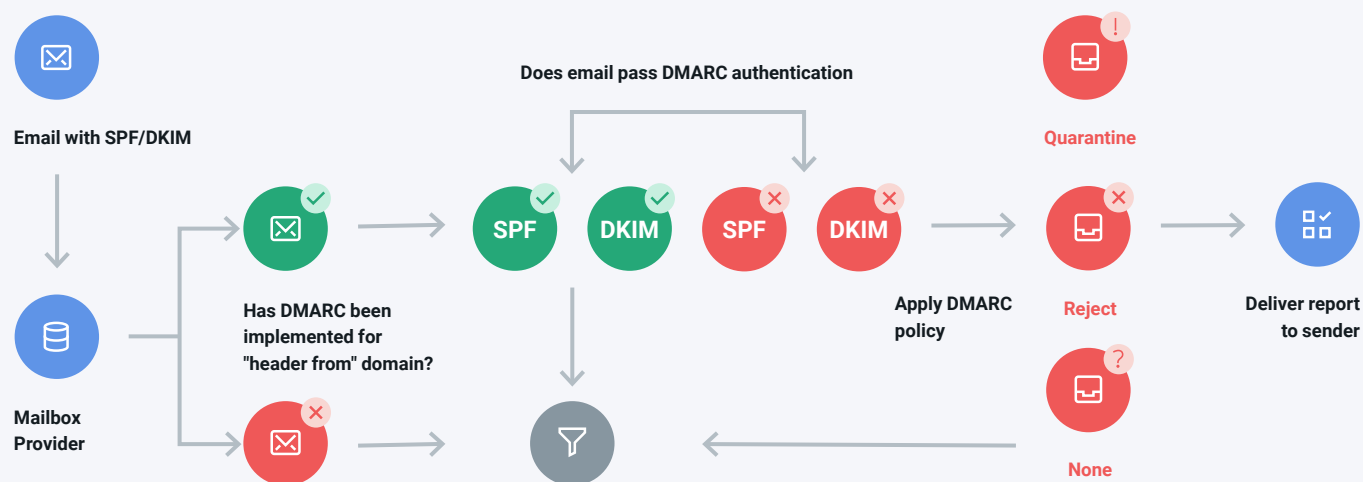 Email with SPF/DKIM
Mailbox
Provider
Has DMARC been
implemented for
"header from" domain?
Does email pass DMARC authentication
SPF
DKIM
SPF
DKIM
Apply DMARC
policy
!
Quarantine
Reject
?
None
Deliver report
to sender